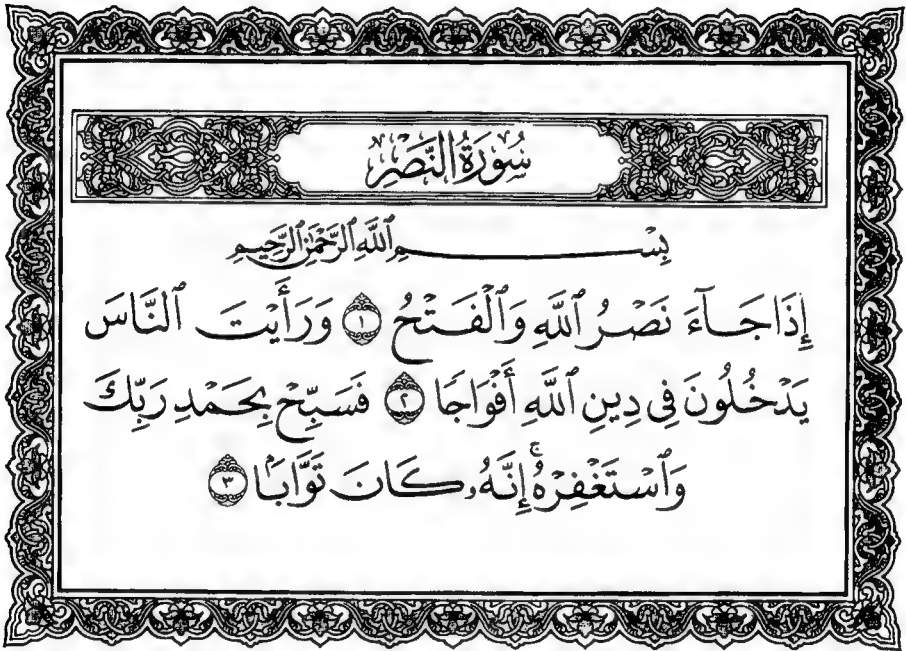 سُورَةُ النَّصْرِ
بِسْمِ ٱللَّهِ ٱلرَّحْمَٰنِ ٱلرَّحِيمِ
إِذَا جَآءَ نَصْرُ ٱللَّهِ وَٱلْفَتْحُ ١ وَرَأَيْتَ ٱلنَّاسَ
يَدْخُلُونَ فِى دِينِ ٱللَّهِ أَفْوَاجًا ٢ فَسَبِّحْ بِحَمْدِ رَبِّكَ
وَٱسْتَغْفِرْهُ ۚ إِنَّهُۥ كَانَ تَوَّابًۢا ٣